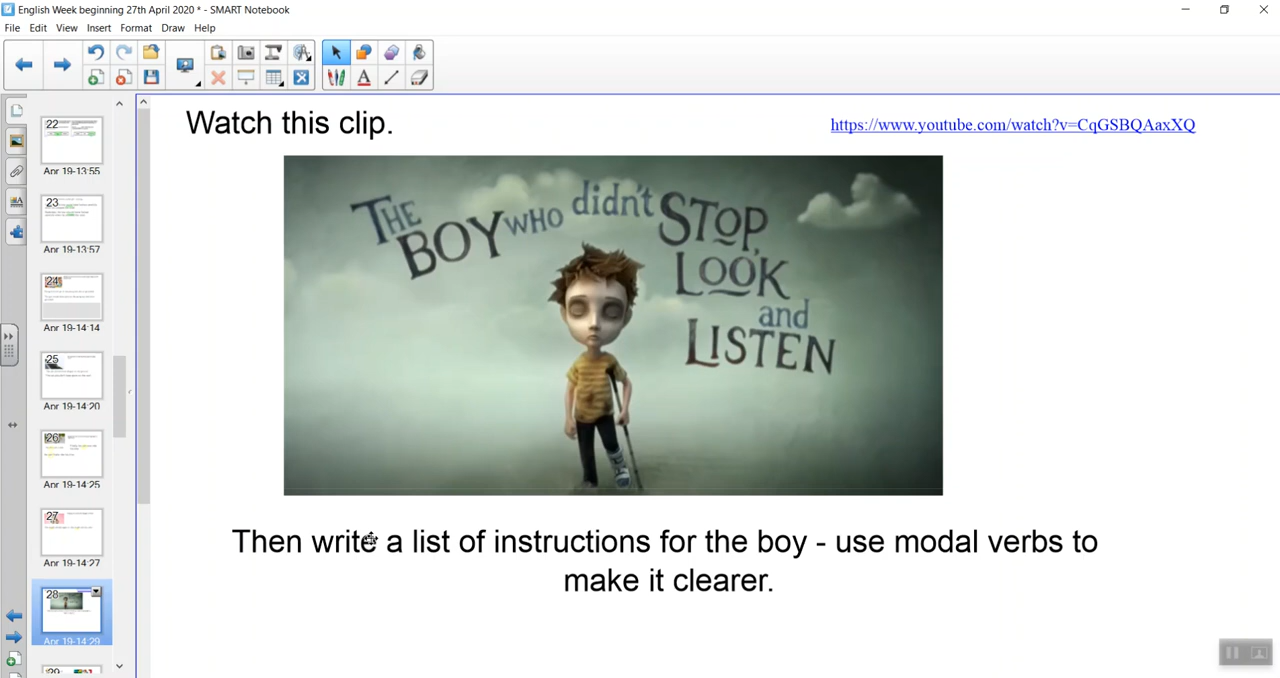 English Week beginning 27th April 2020 * - SMART Notebook
File Edit View Insert Format Draw Help
Watch this clip.
https://www.youtube.com/watch?v=CqGSBQAaxXQ
THE BOY WHO didn't STOP,
LOOK
and
LISTEN
Then write a list of instructions for the boy - use modal verbs to
make it clearer.
22
Apr 19-13:55
23
Apr 19-13:57
24
Apr 19-14:14
25
Apr 19-14:20
26
Apr 19-14:25
27
Apr 19-14:27
28
Apr 19-14:29
29